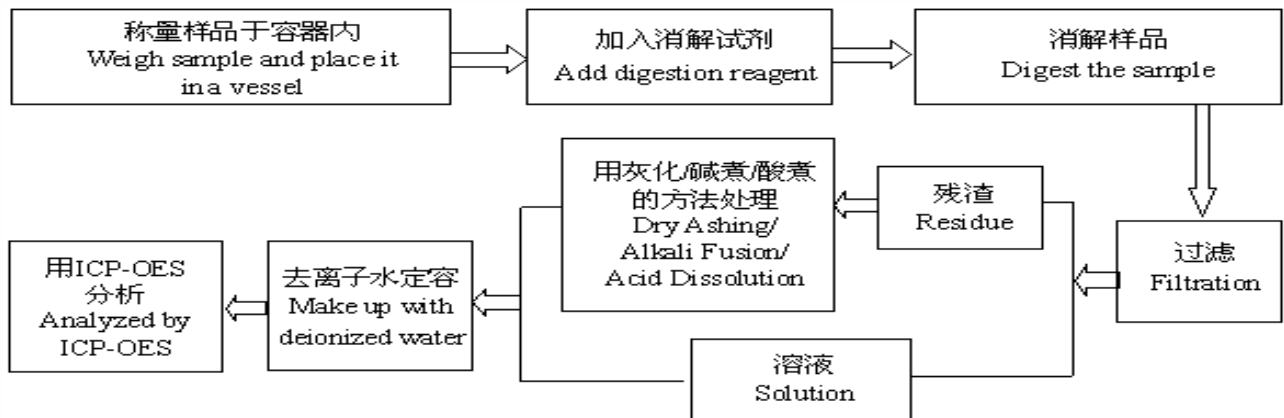 称量样品于容器内
Weigh sample and place it
in a vessel
加入消解试剂
Add digestion reagent
消解样品
Digest the sample
过滤
Filtration
残渣
Residue
用灰化/碱煮/酸煮
的方法处理
Dry Ashing/
Alkali Fusion/
Acid Dissolution
溶液
Solution
去离子水定容
Make up with
deionized water
用ICP-OES
分析
Analyzed by
ICP-OES